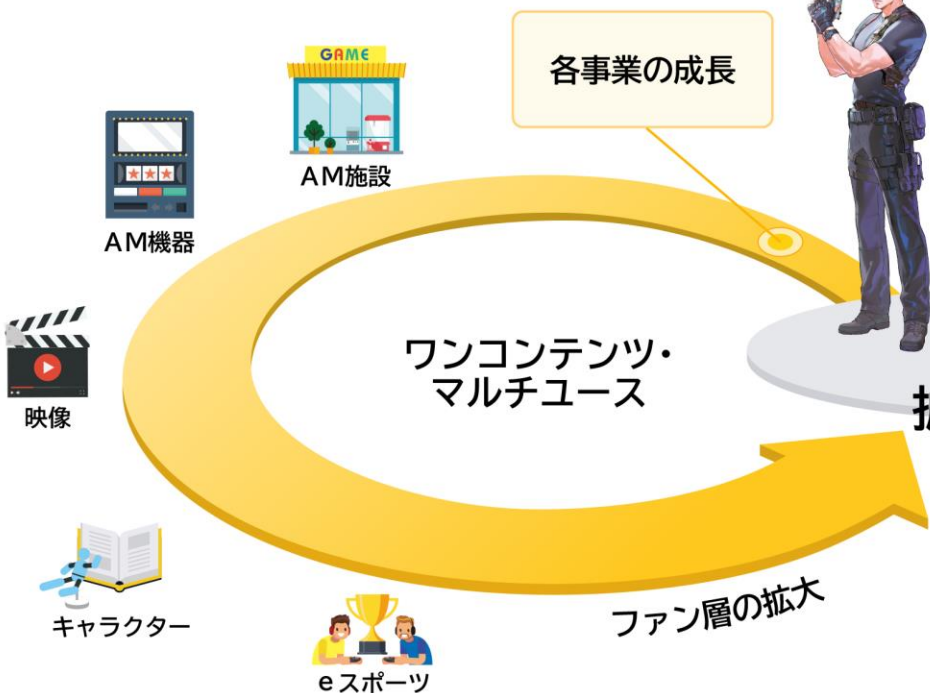 GAME
各事業の成長
AM施設
AM機器
ワンコンテンツ・
マルチユース
映像
キャラクター
ファン層の拡大
eスポーツ